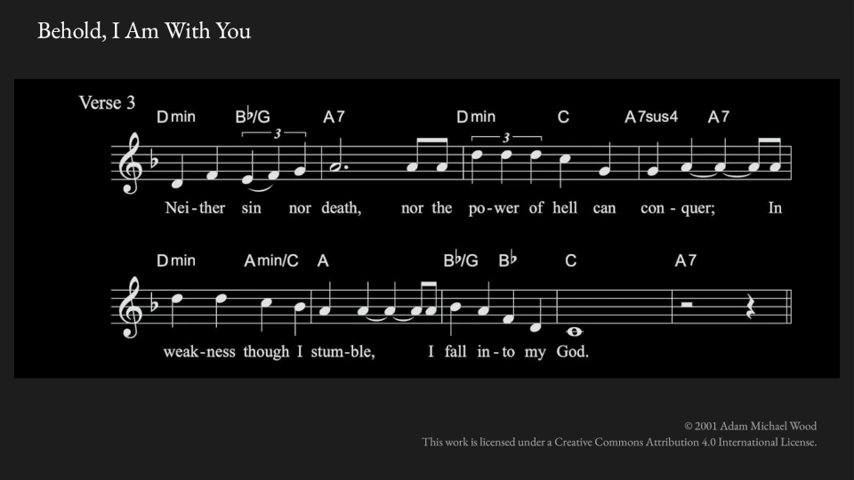 Behold, I Am With You
Verse 3
Dmin B♭/G A7 Dmin C A7sus4 A7
3 3
Nei-ther sin nor death, nor the po-wer of hell can con-quer; In
Dmin Amin/C A B♭/G B♭ C A7
weak-ness though I stum-ble, I fall in-to my God.
© 2001 Adam Michael Wood
This work is licensed under a Creative Commons Attribution 4.0 International License.